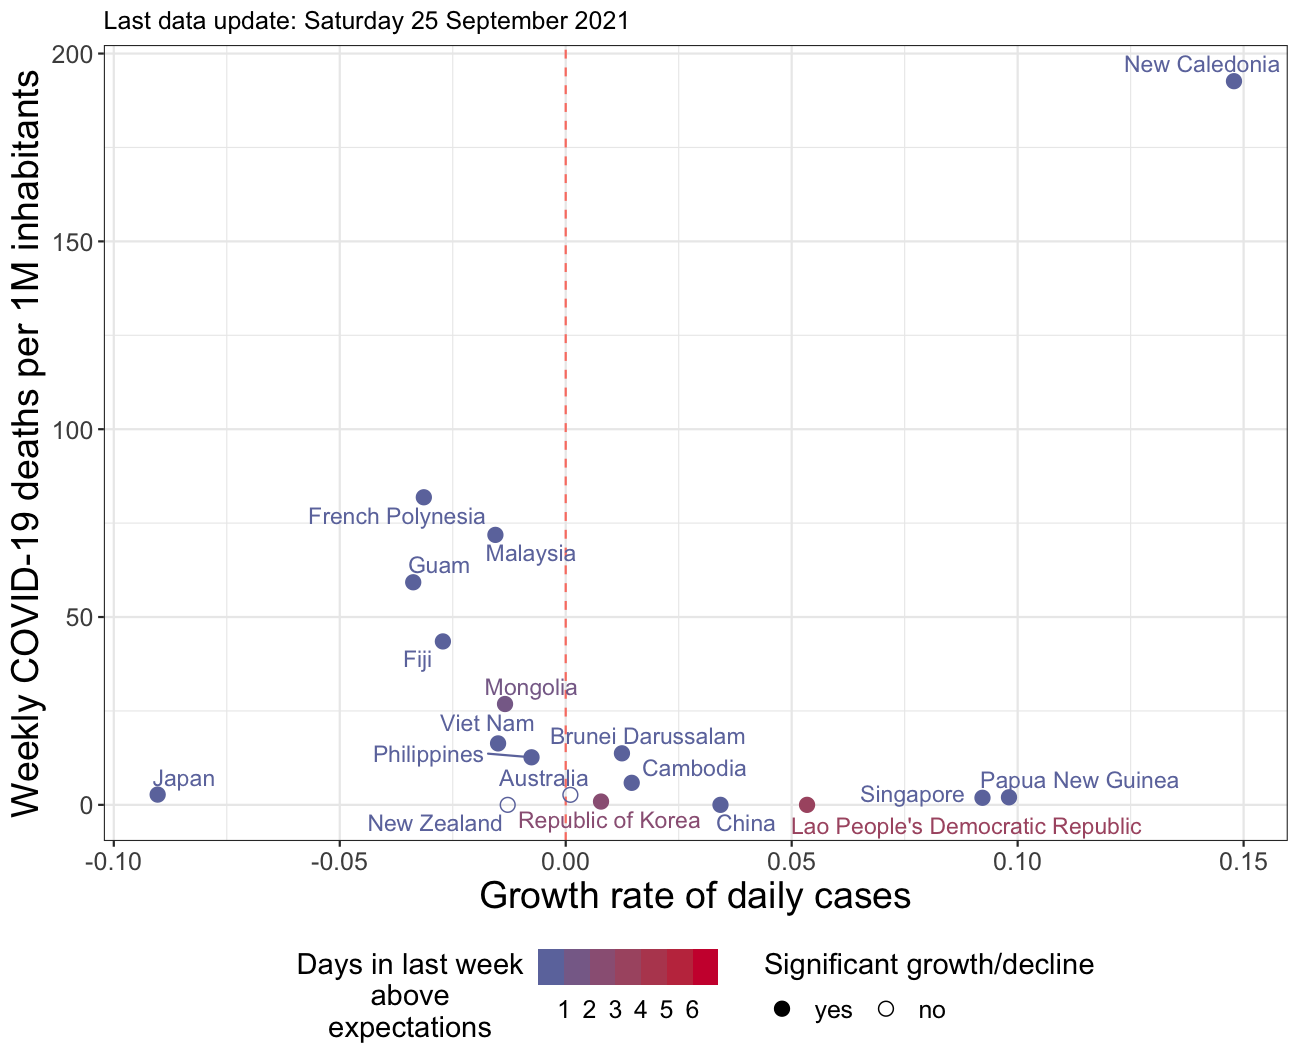 Last data update: Saturday 25 September 2021
Weekly COVID-19 deaths per 1M inhabitants
200
150
100
50
0
New Caledonia
French Polynesia
Malaysia
Guam
Fiji
Mongolia
Viet Nam
Brunei Darussalam
Philippines
Cambodia
Japan
Australia
Papua New Guinea
Singapore
New Zealand
Republic of Korea
China
Lao People's Democratic Republic
-0.10
-0.05
0.00
0.05
0.10
0.15
Growth rate of daily cases
Days in last week
above
expectations
1 2 3 4 5 6
Significant growth/decline
yes
no